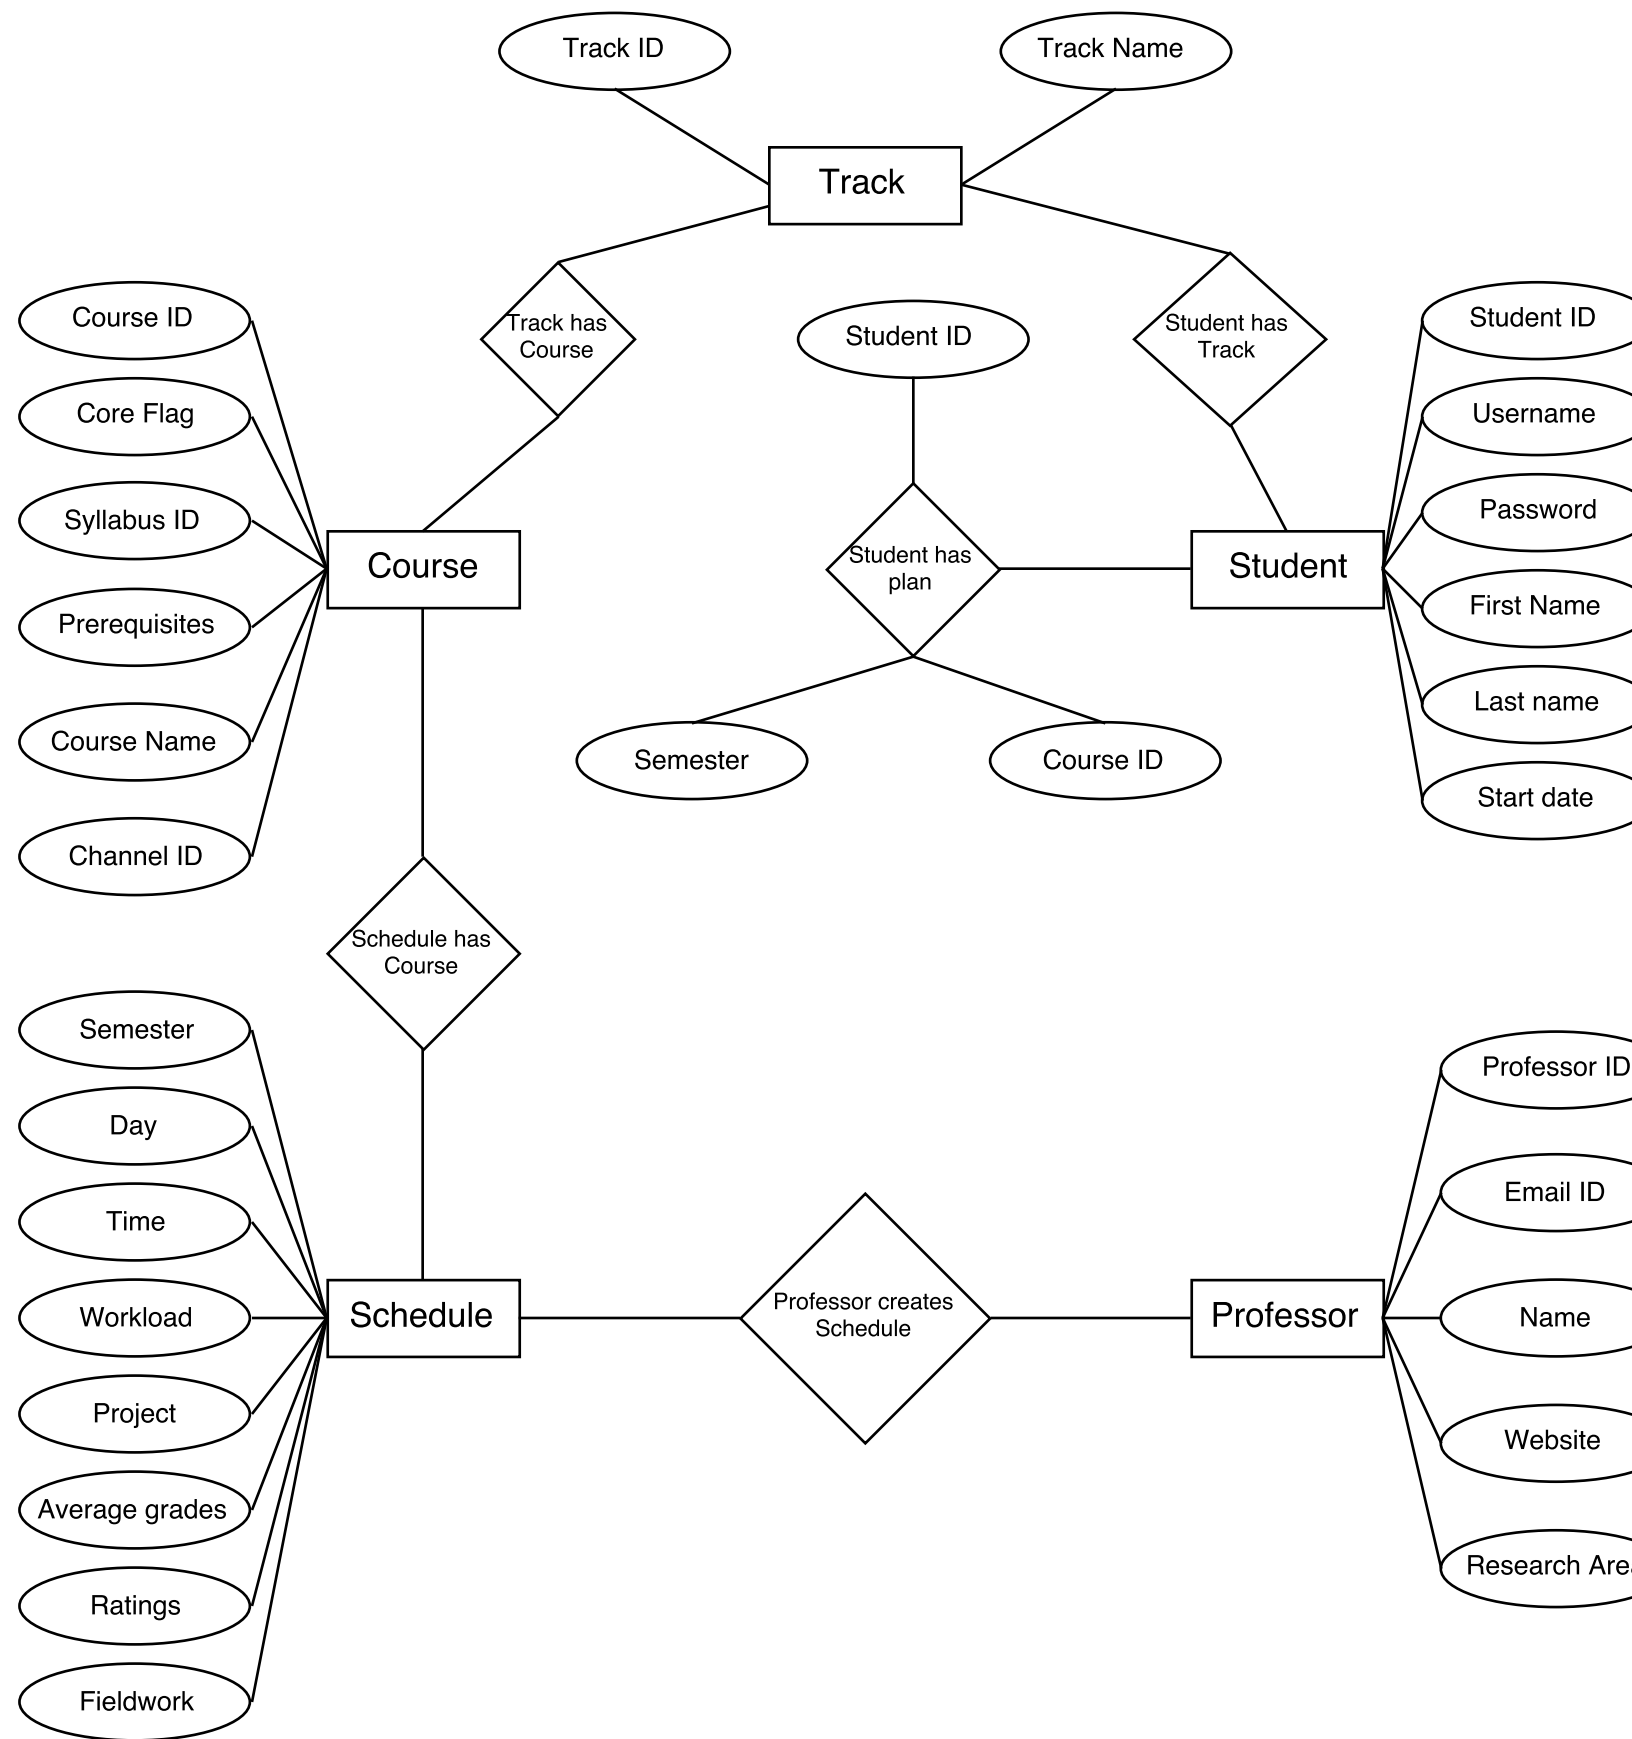 Track ID
Track Name
Track
Track has
Course
Student has
Track
Student ID
Course ID
Core Flag
Syllabus ID
Prerequisites
Course Name
Channel ID
Course
Student has
plan
Semester
Course ID
Student
Student ID
Username
Password
First Name
Last name
Start date
Schedule has
Course
Semester
Day
Time
Workload
Project
Average grades
Ratings
Fieldwork
Schedule
Professor creates
Schedule
Professor
Professor ID
Email ID
Name
Website
Research Area